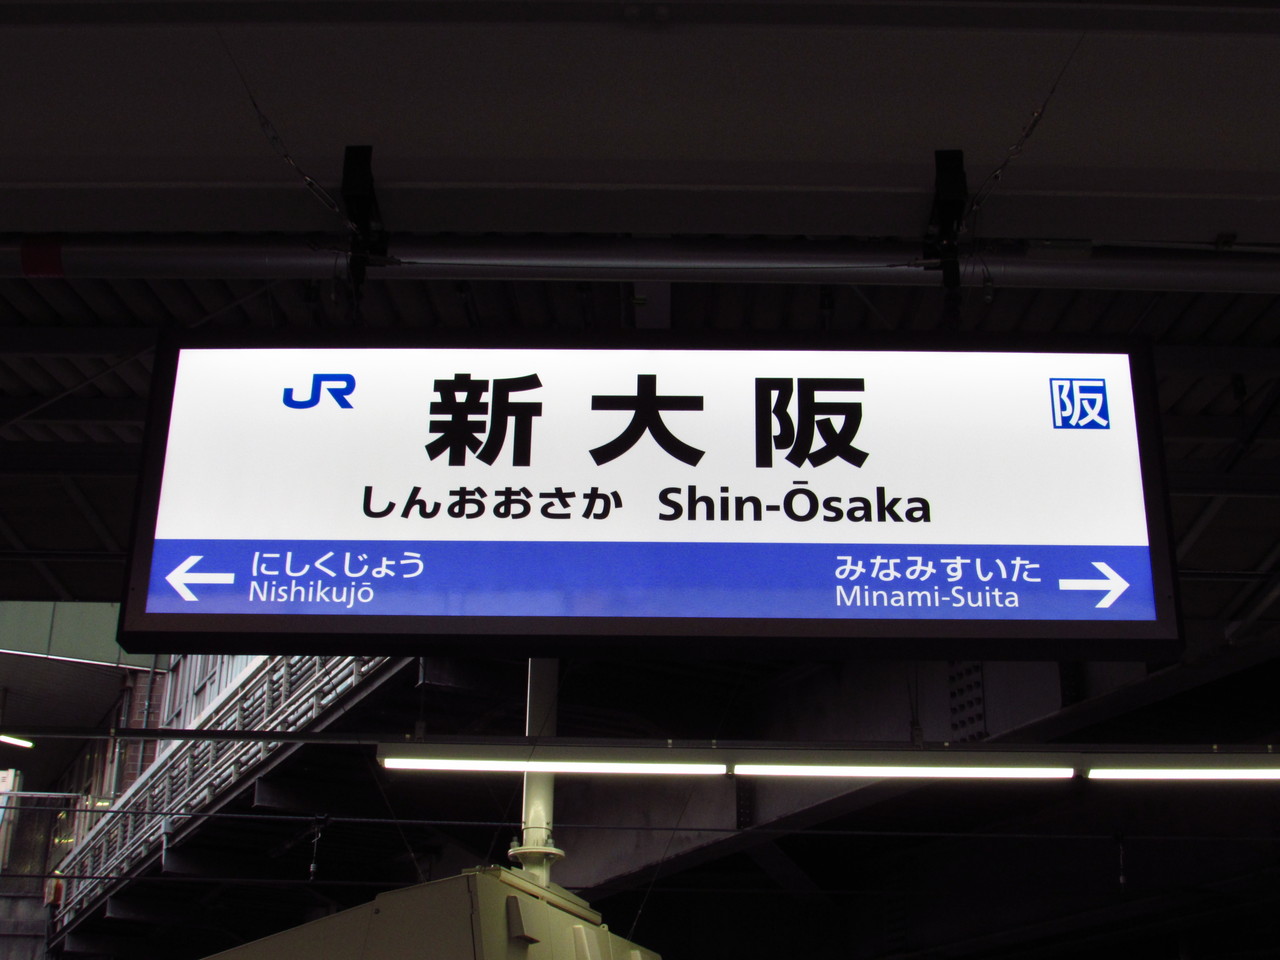 JR 新大阪 阪
しんおおさか Shin-Ōsaka
← にしくじょう みなみすいた →
Nishikujō Minami-Suita